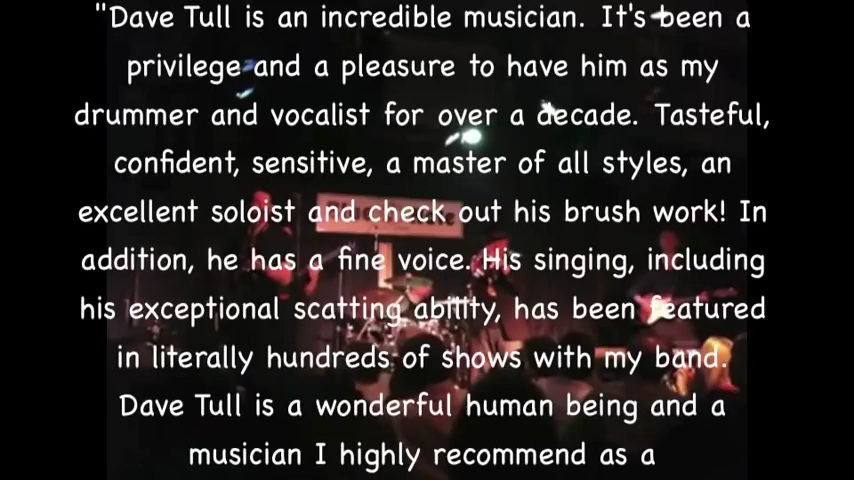 "Dave Tull is an incredible musician. It's been a
privilege and a pleasure to have him as my
drummer and vocalist for over a decade. Tasteful,
confident, sensitive, a master of all styles, an
excellent soloist and check out his brush work! In
addition, he has a fine voice. His singing, including
his exceptional scatting ability, has been featured
in literally hundreds of shows with my band.
Dave Tull is a wonderful human being and a
musician I highly recommend as a